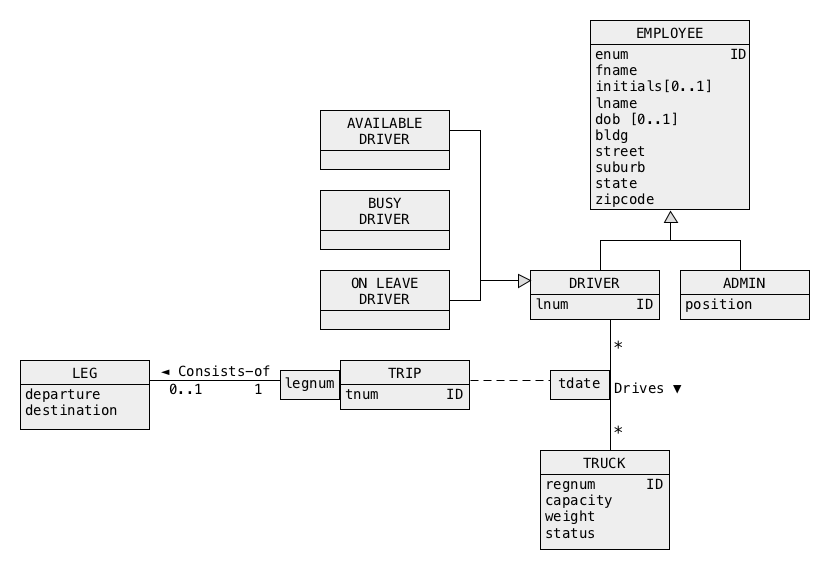 EMPLOYEE
enum ID
fname
initials[0..1]
lname
dob [0..1]
bldg
street
suburb
state
zipcode
AVAILABLE
DRIVER
BUSY
DRIVER
ON LEAVE
DRIVER
DRIVER
lnum ID
ADMIN
position
*
LEG
departure
destination
◄ Consists-of
0..1 1
legnum
TRIP
tnum ID
tdate
Drives ▼
*
TRUCK
regnum ID
capacity
weight
status